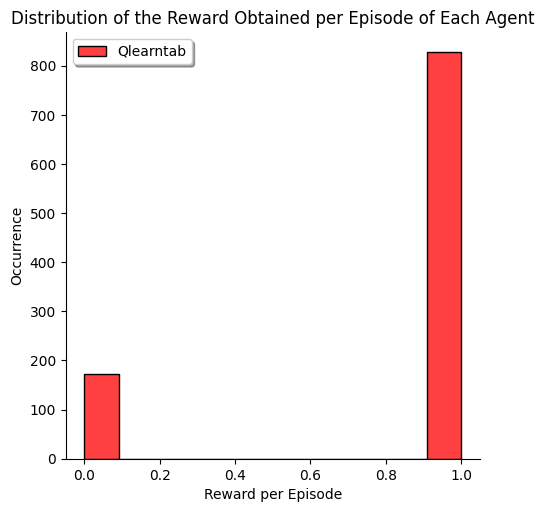 Distribution of the Reward Obtained per Episode of Each Agent
Qlearntab
800
700
600
500
400
300
200
100
0
Occurrence
0.0 0.2 0.4 0.6 0.8 1.0
Reward per Episode